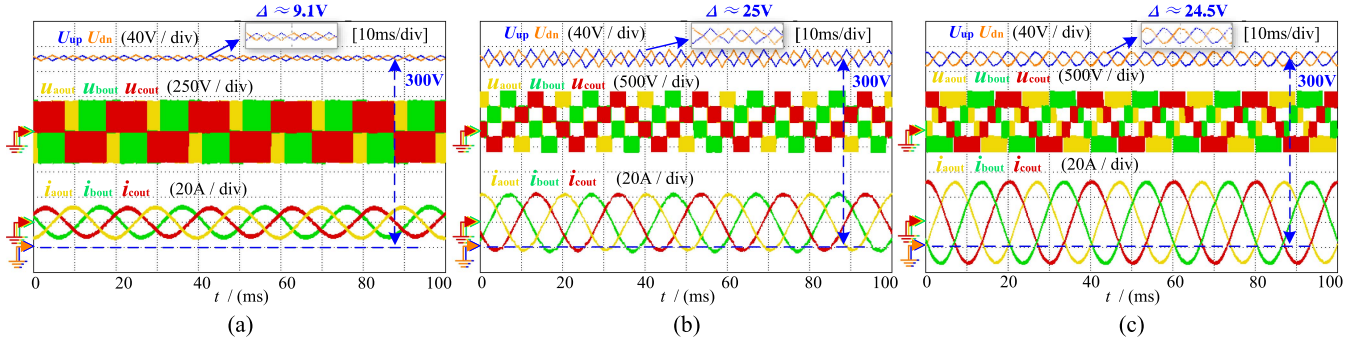 Δ ≈ 9.1V
Uup Udn (40V / div) [10ms/div]
300V
uaout ubout ucout (250V / div)
iaout ibout icout (20A / div)
0 20 40 60 80 100
t / (ms)
(a)
Δ ≈ 25V
Uup Udn (40V / div) [10ms/div]
300V
uaout ubout ucout (500V / div)
iaout ibout icout (20A / div)
0 20 40 60 80 100
t / (ms)
(b)
Δ ≈ 24.5V
Uup Udn (40V / div) [10ms/div]
300V
uaout ubout ucout (500V / div)
iaout ibout icout (20A / div)
0 20 40 60 80 100
t / (ms)
(c)